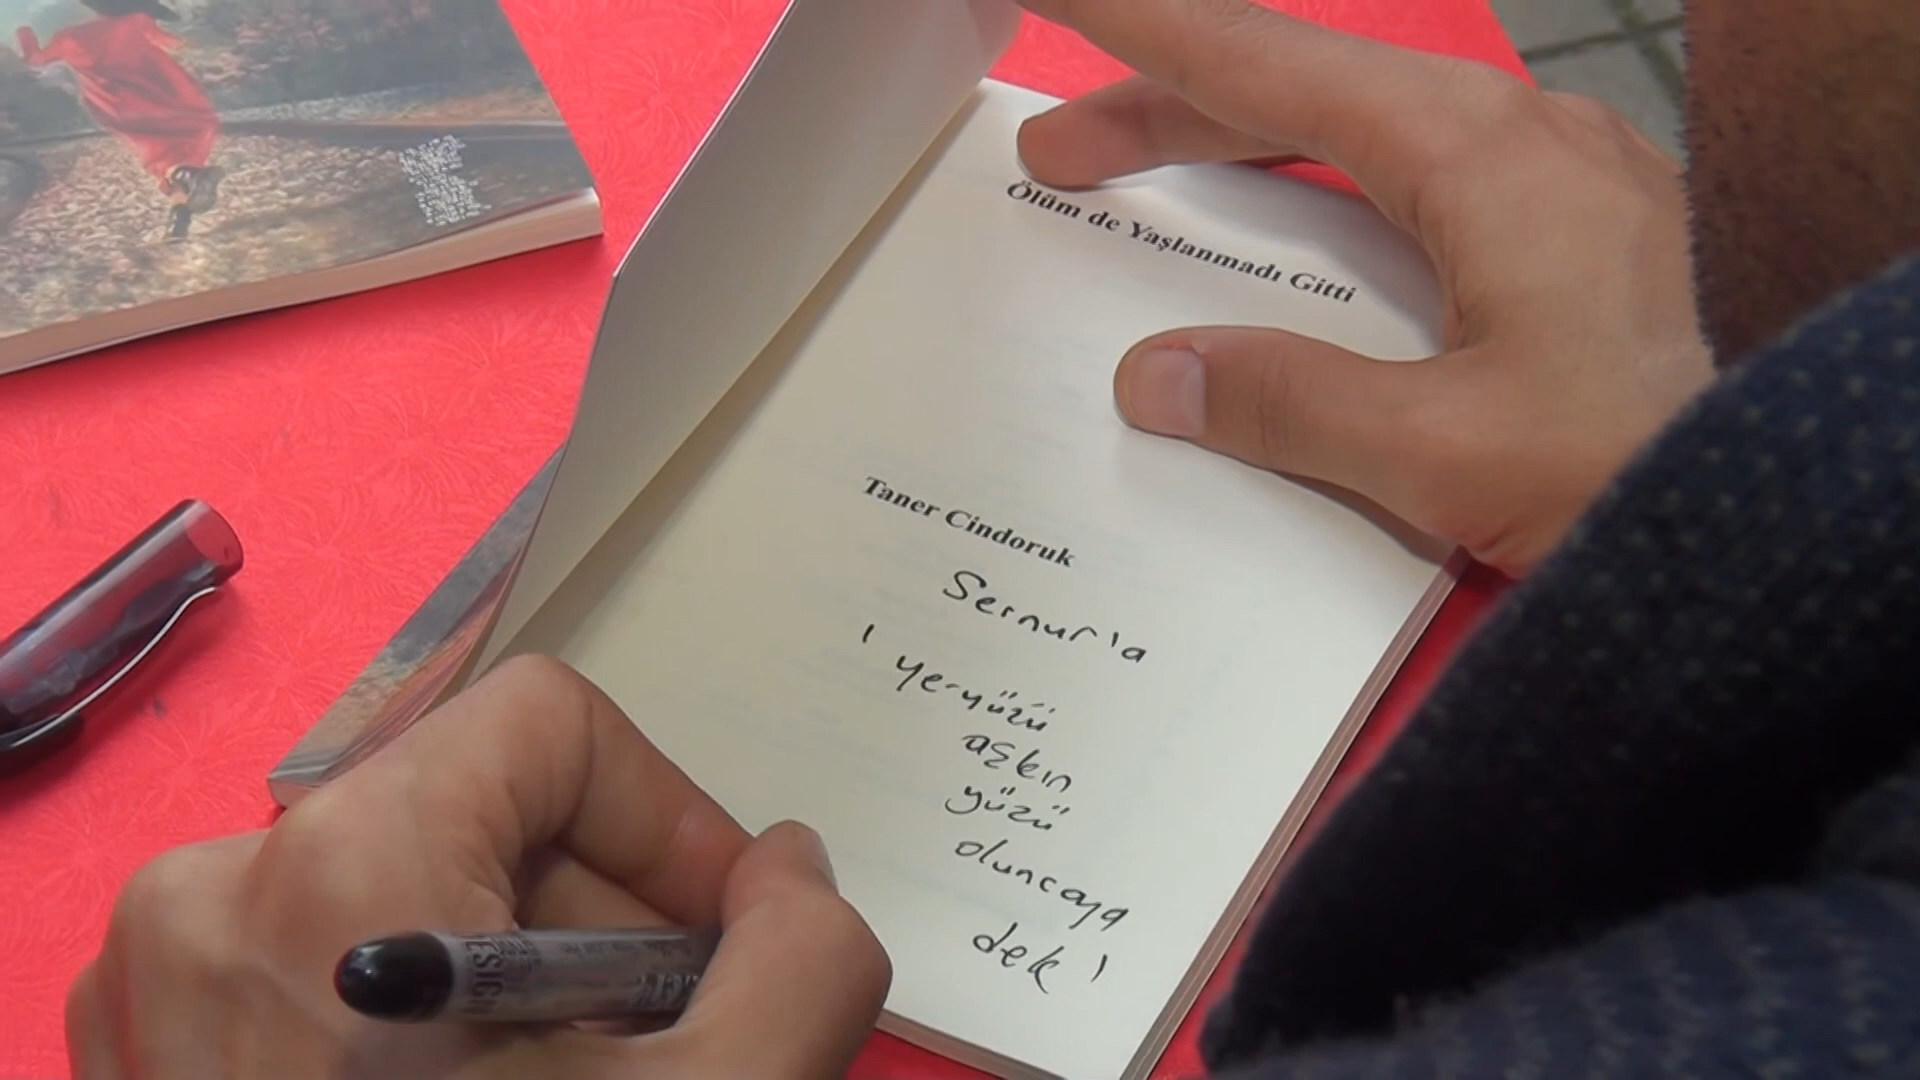 Ölüm de Yaşlanmadı Gitti
Taner Cindoruk
Sernur'a
' yeryüzü
aşkın
yüzü
oluncaya
dek '